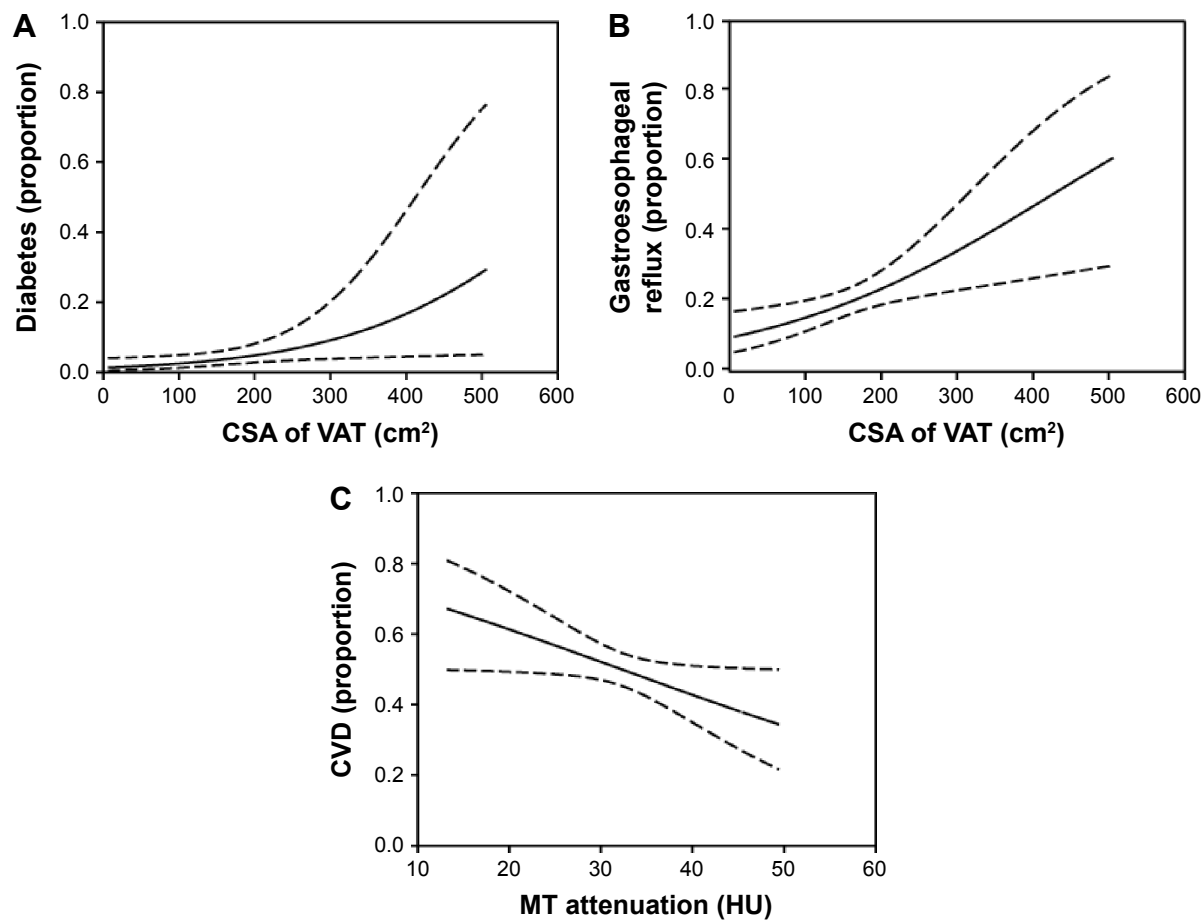 A
Diabetes (proportion)
1.0
0.8
0.6
0.4
0.2
0.0
0 100 200 300 400 500 600
CSA of VAT (cm²)
B
Gastroesophageal
reflux (proportion)
1.0
0.8
0.6
0.4
0.2
0.0
0 100 200 300 400 500 600
CSA of VAT (cm²)
C
CVD (proportion)
1.0
0.8
0.6
0.4
0.2
0.0
10 20 30 40 50 60
MT attenuation (HU)